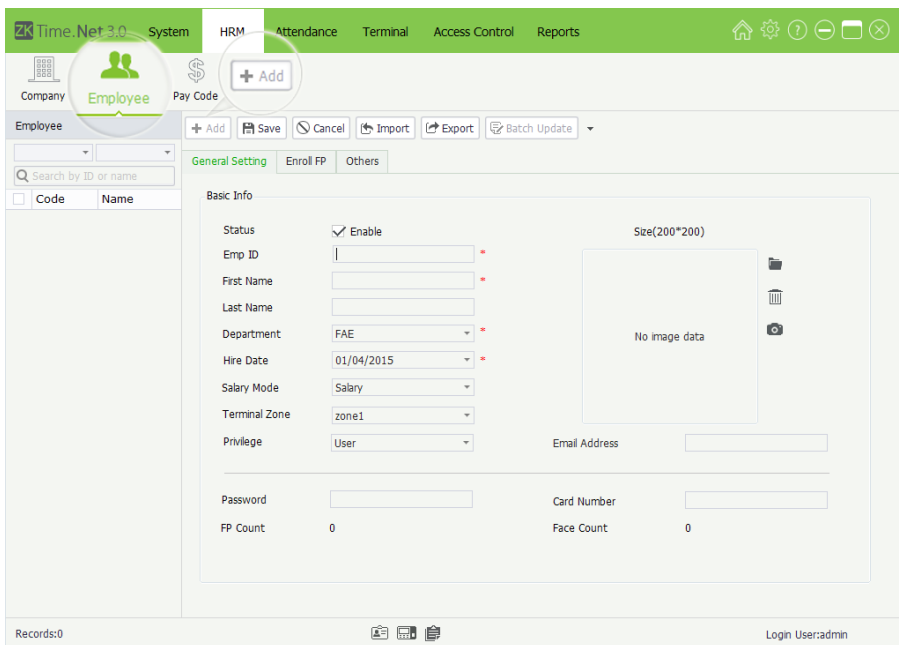 ZK Time.Net 3.0 System HRM Attendance Terminal Access Control Reports
Company Employee Pay Code + Add
Employee
+ Add Save Cancel Import Export Batch Update
Search by ID or name
General Setting Enroll FP Others
Code Name
Basic Info
Status Enable Size(200*200)
Emp ID *
First Name *
Last Name
Department FAE * No image data
Hire Date 01/04/2015 *
Salary Mode Salary
Terminal Zone zone1
Privilege User Email Address
Password Card Number
FP Count 0 Face Count 0
Records:0 Login User:admin